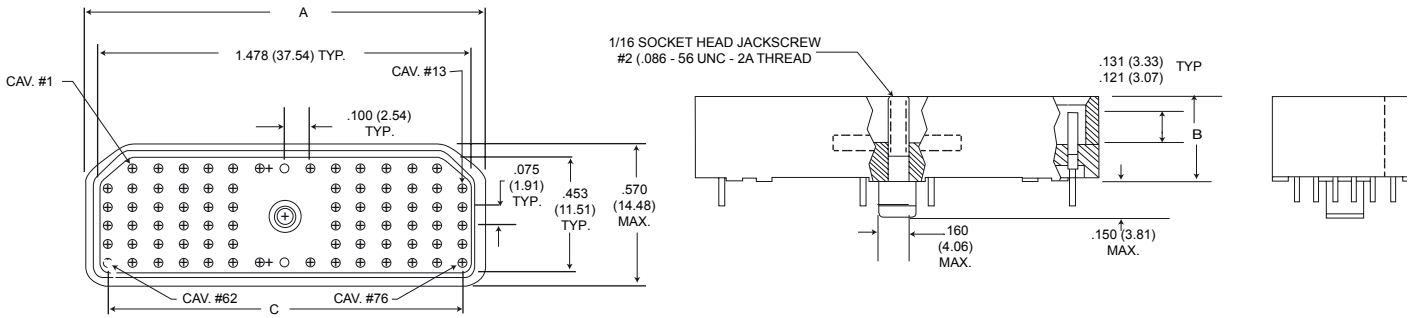 A
1.478 (37.54) TYP.
CAV. #13
CAV. #1
.100 (2.54)
TYP.
.075
(1.91)
TYP.
.453
(11.51)
TYP.
.570
(14.48)
MAX.
CAV. #62
CAV. #76
C
1/16 SOCKET HEAD JACKSCREW
#2 (.086 - 56 UNC - 2A THREAD
.131 (3.33)
.121 (3.07)
TYP
B
.160
(4.06)
MAX.
.150 (3.81)
MAX.